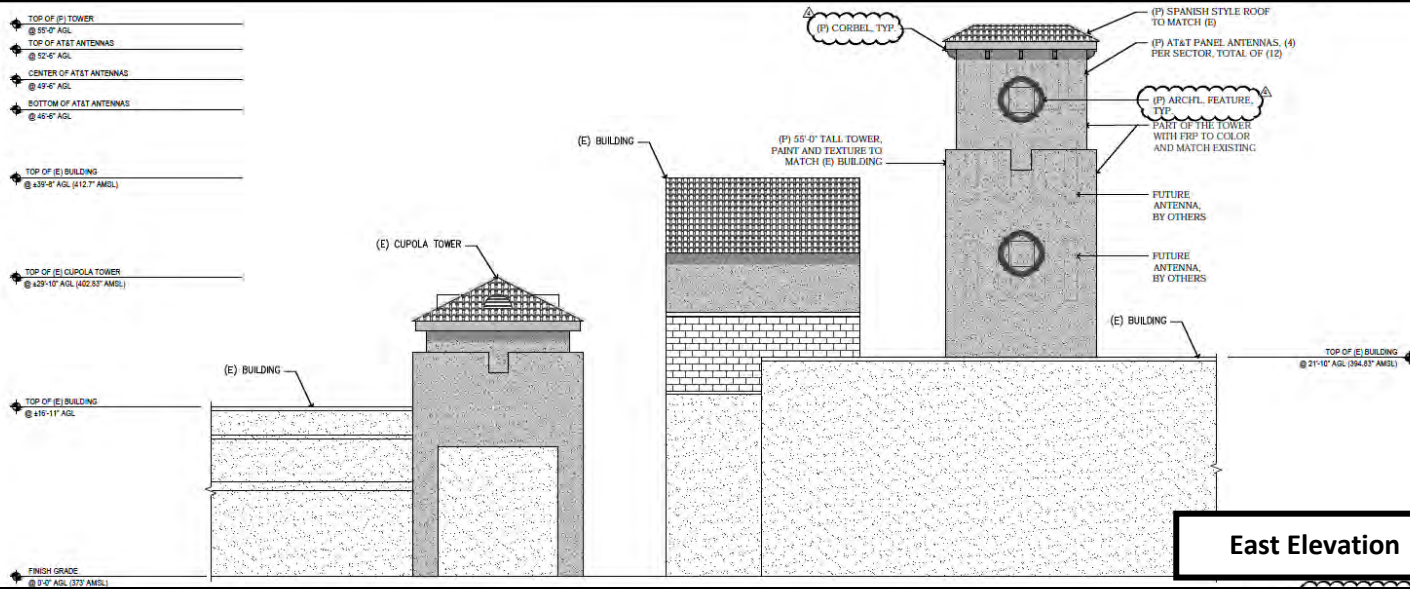 TOP OF (P) TOWER
@ 55'-0" AGL
TOP OF AT&T ANTENNAS
@ 52'-6" AGL
CENTER OF AT&T ANTENNAS
@ 49'-6" AGL
BOTTOM OF AT&T ANTENNAS
@ 46'-6" AGL
TOP OF (E) BUILDING
@ ±39'-8" AGL (412.7" AMSL)
TOP OF (E) CUPOLA TOWER
@ ±29'-10" AGL (402.83" AMSL)
TOP OF (E) BUILDING
@ ±16'-11" AGL
FINISH GRADE
@ 0'-0" AGL (373' AMSL)
(E) BUILDING
(E) CUPOLA TOWER
(E) BUILDING
(P) 55'-0" TALL TOWER,
PAINT AND TEXTURE TO
MATCH (E) BUILDING
4
(P) CORBEL, TYP.
(P) SPANISH STYLE ROOF
TO MATCH (E)
(P) AT&T PANEL ANTENNAS, (4)
PER SECTOR, TOTAL OF (12)
4
(P) ARCH'L. FEATURE,
TYP.
PART OF THE TOWER
WITH FRP TO COLOR
AND MATCH EXISTING
FUTURE
ANTENNA,
BY OTHERS
FUTURE
ANTENNA,
BY OTHERS
(E) BUILDING
TOP OF (E) BUILDING
@ 21'-10" AGL (394.83" AMSL)
East Elevation